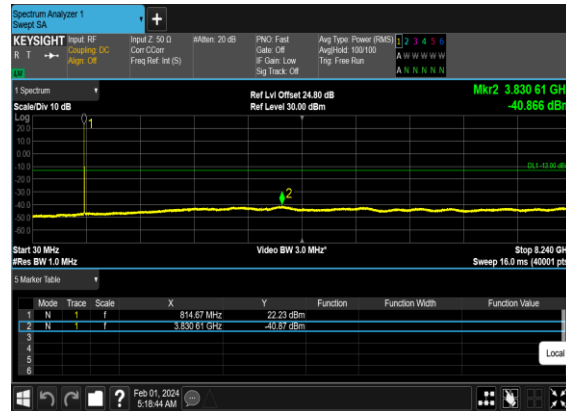 Spectrum Analyzer 1
Swept SA
+
KEYSIGHT Input: RF Input Z: 50 Ω #Atten: 20 dB PNO: Fast Avg Type: Power (RMS) 1 2 3 4 5 6
R T Coupling: DC Corr CCorr Gate: Off Avg|Hold: 100/100 A W W W W W
Align: Off Freq Ref: Int (S) IF Gain: Low Trig: Free Run
Sig Track: Off A N N N N N
LW
1 Spectrum Ref Lvl Offset 24.80 dB Mkr2 3.830 61 GH
Scale/Div 10 dB Ref Level 30.00 dBm -40.866 dBm
Log
1
20.0
10.0
0.00
-10.0 DL1 -13.00 dBm
-20.0
-30.0
2
-40.0
-50.0
-60.0
Start 30 MHz Video BW 3.0 MHz* Stop 8.240 GH
#Res BW 1.0 MHz Sweep 16.0 ms (40001 pts
5 Marker Table
Mode Trace Scale X Y Function Function Width Function Value
1 N 1 f 814.67 MHz 22.23 dBm
2 N 1 f 3.830 61 GHz -40.87 dBm
3
4
5
6
Local
? Feb 01, 2024
5:18:44 AM